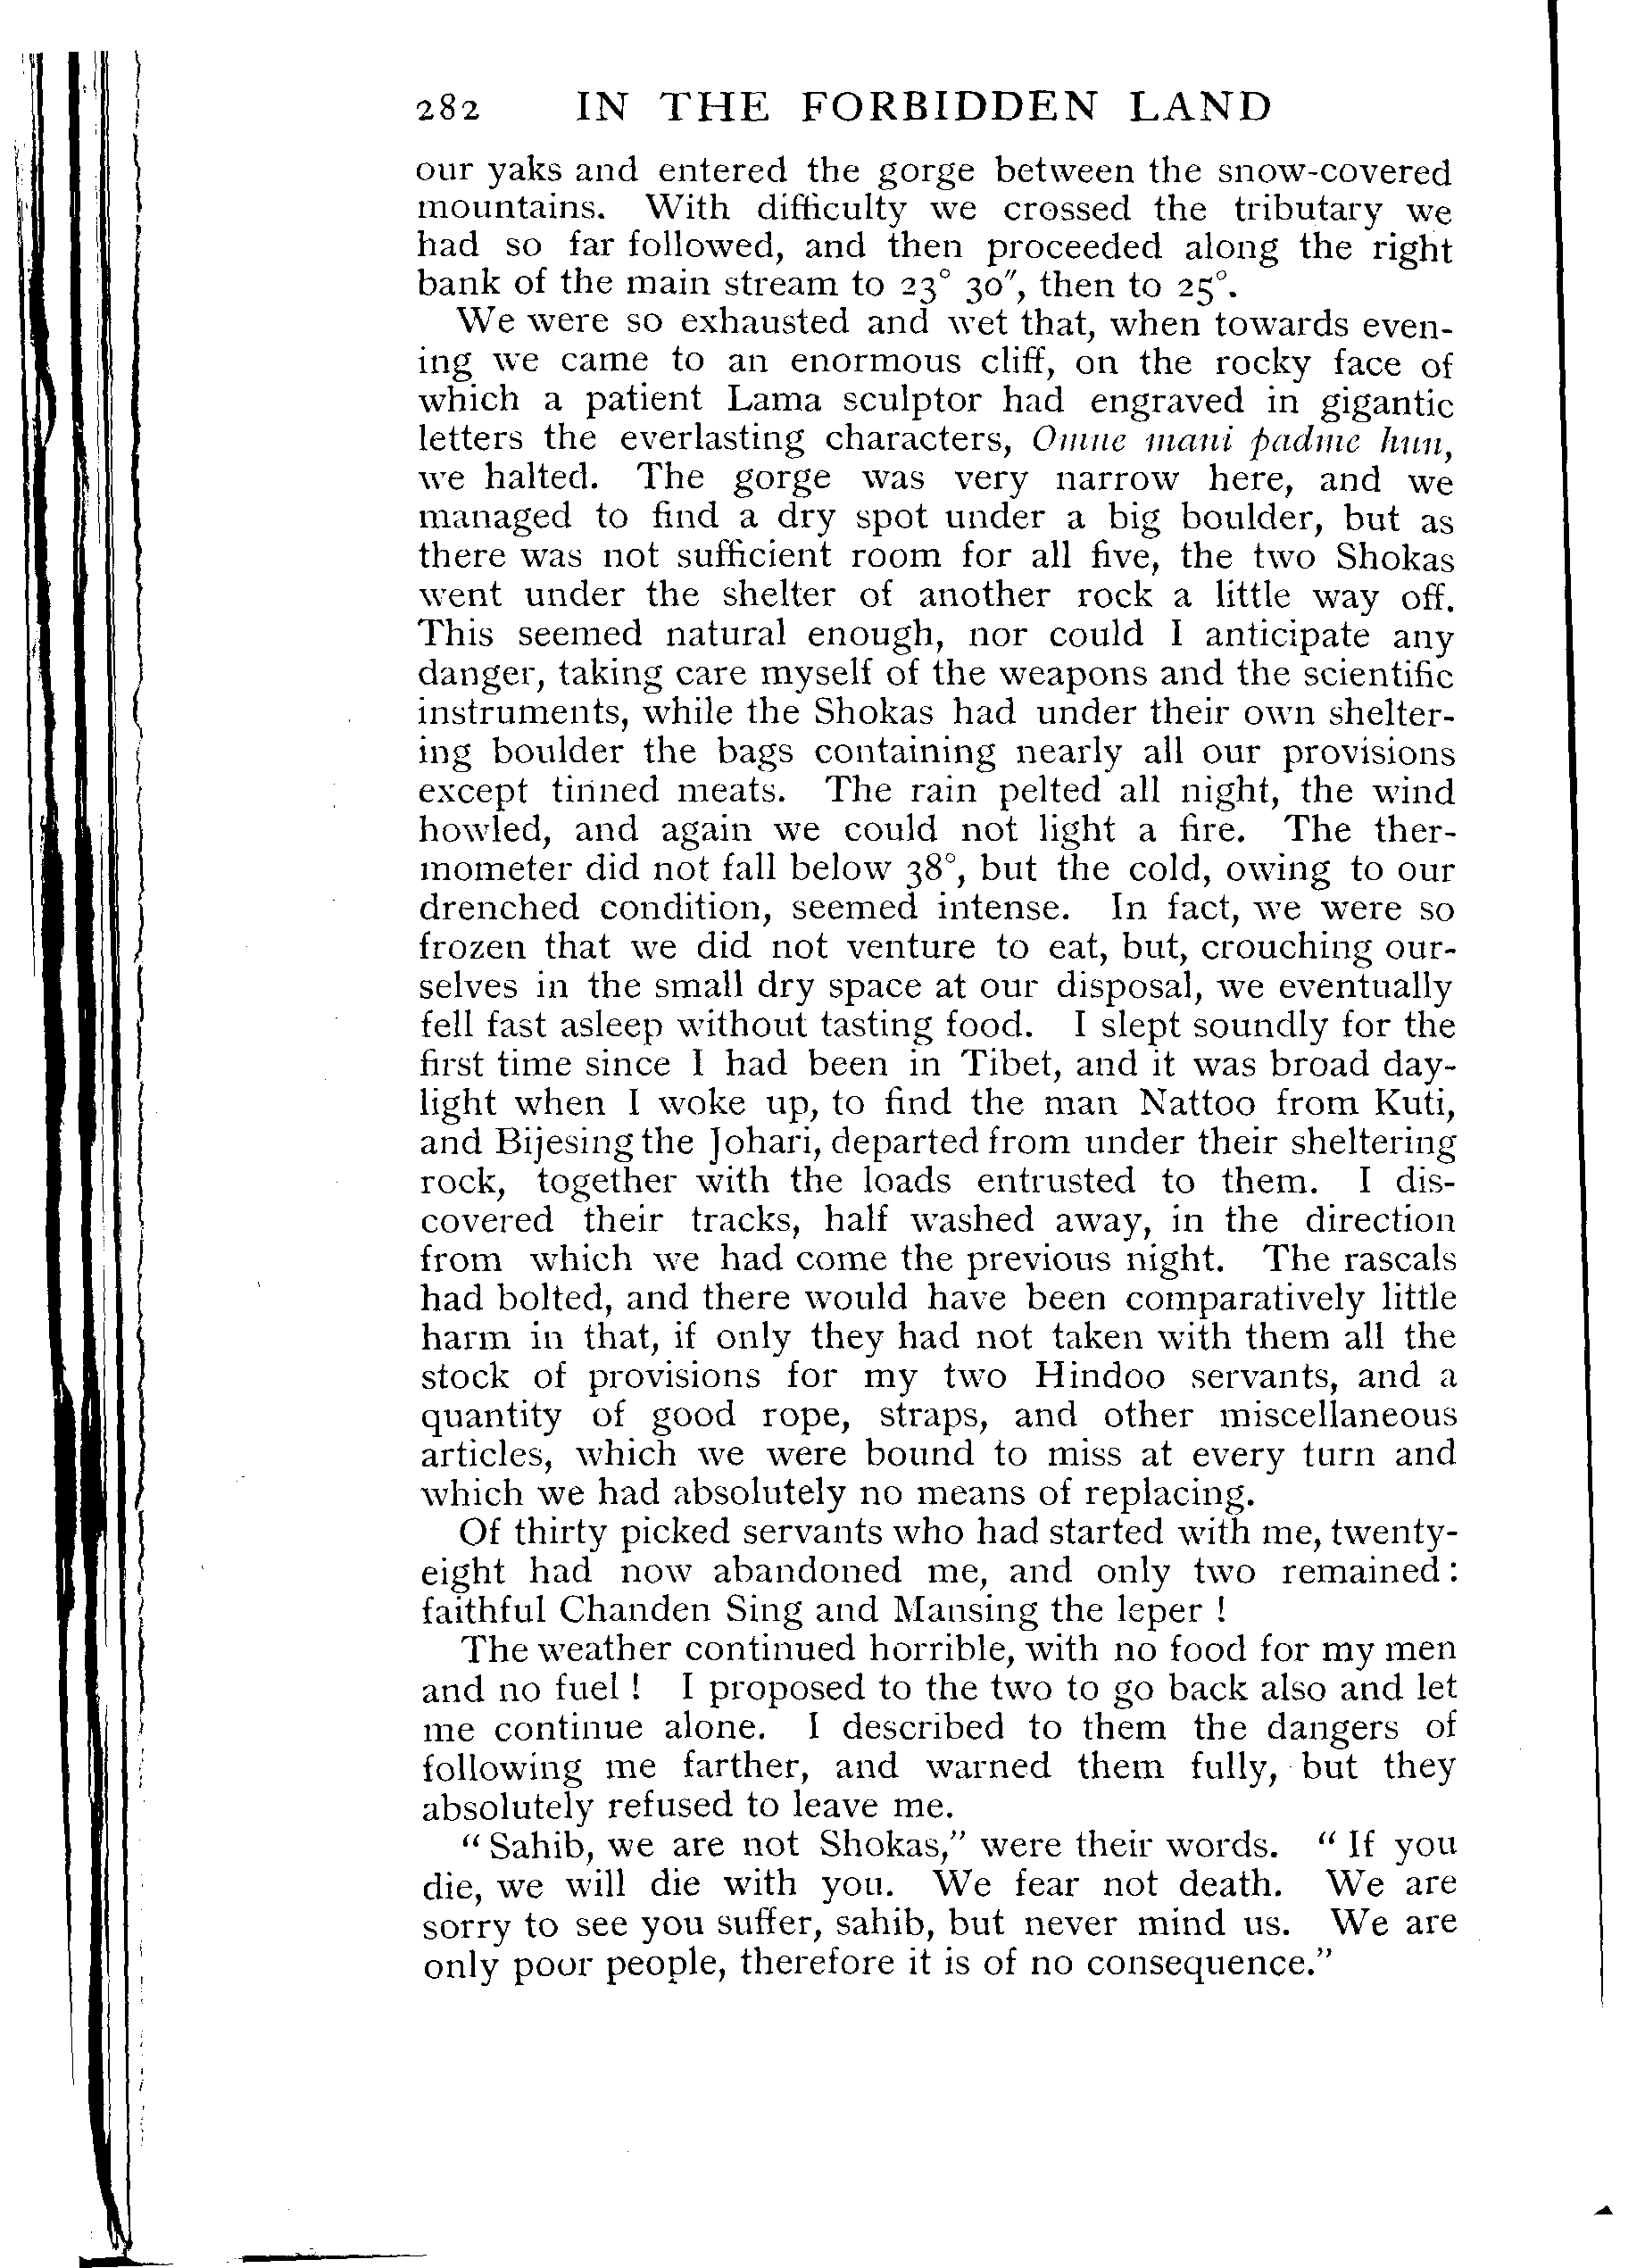 282 IN THE FORBIDDEN LAND
our yaks and entered the gorge between the snow-covered
mountains. With difficulty we crossed the tributary we
had so far followed, and then proceeded along the right
bank of the main stream to 23° 30", then to 25°.
We were so exhausted and wet that, when towards even-
ing we came to an enormous cliff, on the rocky face of
which a patient Lama sculptor had engraved in gigantic
letters the everlasting characters, Omne mani padme hun,
we halted. The gorge was very narrow here, and we
managed to find a dry spot under a big boulder, but as
there was not sufficient room for all five, the two Shokas
went under the shelter of another rock a little way off.
This seemed natural enough, nor could I anticipate any
danger, taking care myself of the weapons and the scientific
instruments, while the Shokas had under their own shelter-
ing boulder the bags containing nearly all our provisions
except tinned meats. The rain pelted all night, the wind
howled, and again we could not light a fire. The ther-
mometer did not fall below 38°, but the cold, owing to our
drenched condition, seemed intense. In fact, we were so
frozen that we did not venture to eat, but, crouching our-
selves in the small dry space at our disposal, we eventually
fell fast asleep without tasting food. I slept soundly for the
first time since I had been in Tibet, and it was broad day-
light when I woke up, to find the man Nattoo from Kuti,
and Bijesing the Johari, departed from under their sheltering
rock, together with the loads entrusted to them. I dis-
covered their tracks, half washed away, in the direction
from which we had come the previous night. The rascals
had bolted, and there would have been comparatively little
harm in that, if only they had not taken with them all the
stock of provisions for my two Hindoo servants, and a
quantity of good rope, straps, and other miscellaneous
articles, which we were bound to miss at every turn and
which we had absolutely no means of replacing.
Of thirty picked servants who had started with me, twenty-
eight had now abandoned me, and only two remained:
faithful Chanden Sing and Mansing the leper !
The weather continued horrible, with no food for my men
and no fuel ! I proposed to the two to go back also and let
me continue alone. I described to them the dangers of
following me farther, and warned them fully, but they
absolutely refused to leave me.
"Sahib, we are not Shokas," were their words. "If you
die, we will die with you. We fear not death. We are
sorry to see you suffer, sahib, but never mind us. We are
only poor people, therefore it is of no consequence."